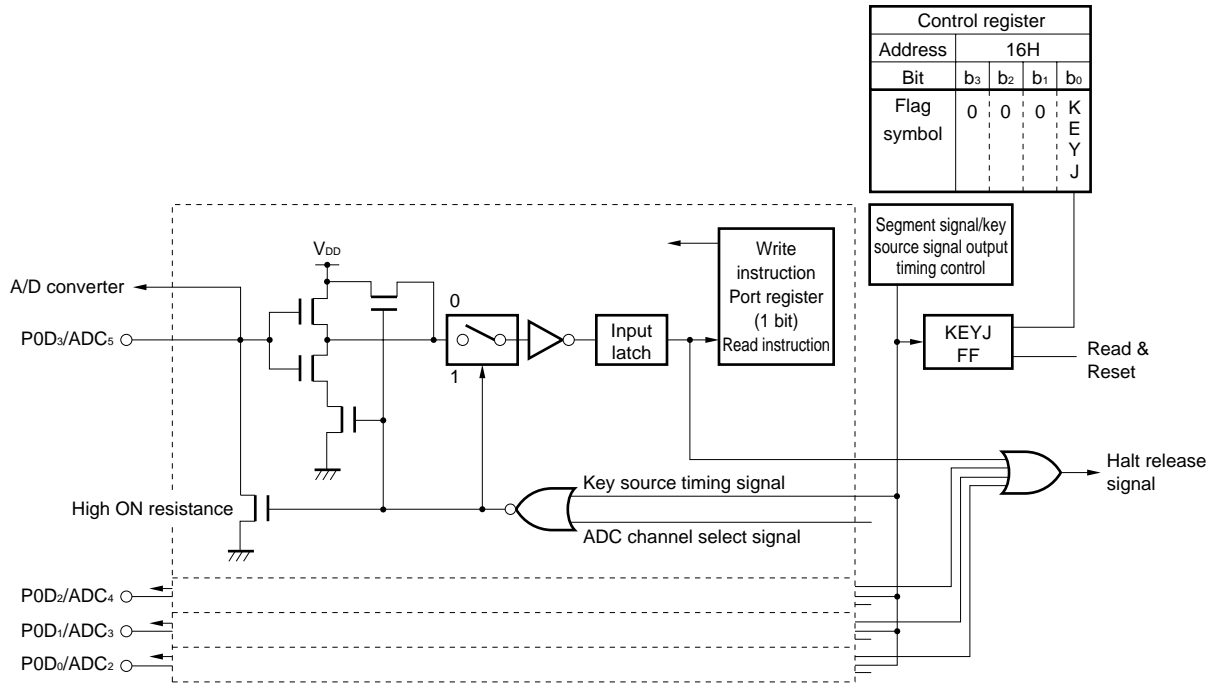 Control register
Address 16H
Bit b3 b2 b1 b0
Flag symbol 0 0 0 KEYJ
Segment signal/key
source signal output
timing control
VDD
Write
instruction
Port register
(1 bit)
Read instruction
A/D converter
0
P0D3/ADC5
Input
latch
KEYJ
FF
1
Read &
Reset
Halt release
signal
Key source timing signal
High ON resistance
ADC channel select signal
P0D2/ADC4
P0D1/ADC3
P0D0/ADC2